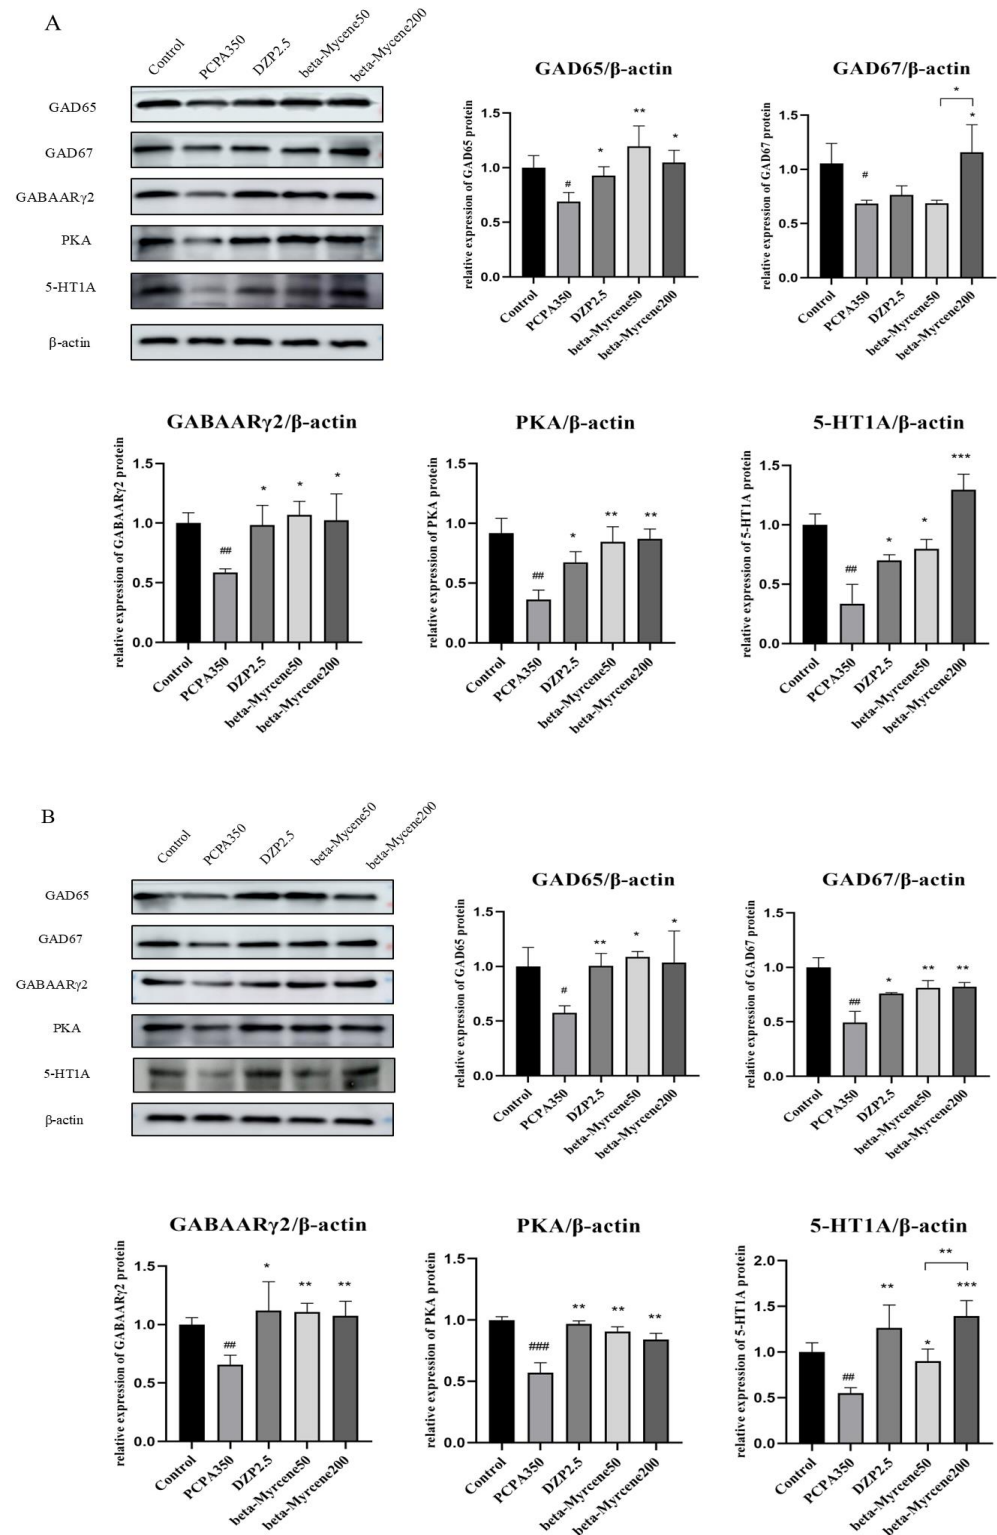 A
Control
PCPA350
DZP2.5
beta-Mycene50
beta-Mycene200
GAD65
GAD67
GABAARγ2
PKA
5-HT1A
β-actin
GAD65/β-actin
relative expression of GAD65 protein
1.5
1.0
0.5
0.0
#
*
**
*
Control
PCPA350
DZP2.5
beta-Myrcene50
beta-Myrcene200
GAD67/β-actin
relative expression of GAD67 protein
1.5
1.0
0.5
0.0
#
*
*
Control
PCPA350
DZP2.5
beta-Myrcene50
beta-Myrcene200
GABAARγ2/β-actin
relative expression of GABAARγ2 protein
1.5
1.0
0.5
0.0
##
*
*
*
Control
PCPA350
DZP2.5
beta-Myrcene50
beta-Myrcene200
PKA/β-actin
relative expression of PKA protein
1.5
1.0
0.5
0.0
##
*
**
**
Control
PCPA350
DZP2.5
beta-Myrcene50
beta-Myrcene200
5-HT1A/β-actin
relative expression of 5-HT1A protein
1.5
1.0
0.5
0.0
##
*
*
***
Control
PCPA350
DZP2.5
beta-Myrcene50
beta-Myrcene200
B
Control
PCPA350
DZP2.5
beta-Mycene50
beta-Mycene200
GAD65
GAD67
GABAARγ2
PKA
5-HT1A
β-actin
GAD65/β-actin
relative expression of GAD65 protein
1.5
1.0
0.5
0.0
#
**
*
*
Control
PCPA350
DZP2.5
beta-Myrcene50
beta-Myrcene200
GAD67/β-actin
relative expression of GAD67 protein
1.5
1.0
0.5
0.0
##
*
**
**
Control
PCPA350
DZP2.5
beta-Myrcene50
beta-Myrcene200
GABAARγ2/β-actin
relative expression of GABAARγ2 protein
1.5
1.0
0.5
0.0
##
*
**
**
Control
PCPA350
DZP2.5
beta-Myrcene50
beta-Myrcene200
PKA/β-actin
relative expression of PKA protein
1.5
1.0
0.5
0.0
###
**
**
**
Control
PCPA350
DZP2.5
beta-Myrcene50
beta-Myrcene200
5-HT1A/β-actin
relative expression of 5-HT1A protein
2.0
1.5
1.0
0.5
0.0
##
**
*
**
***
Control
PCPA350
DZP2.5
beta-Myrcene50
beta-Myrcene200